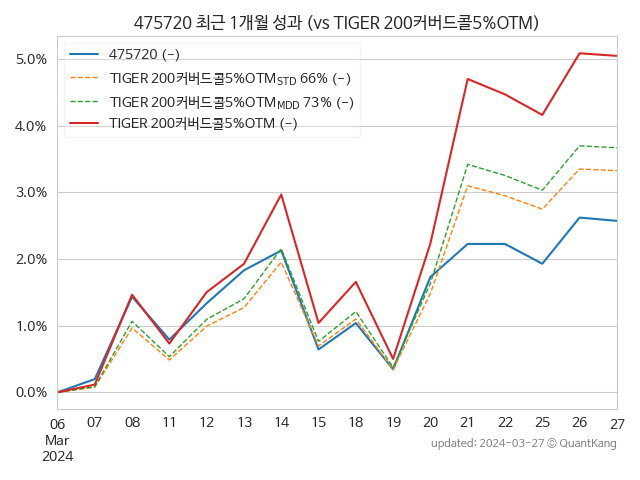 475720 최근 1개월 성과 (vs TIGER 200커버드콜5%OTM)
475720 (-)
TIGER 200커버드콜5%OTM STD 66% (-)
TIGER 200커버드콜5%OTM MDD 73% (-)
TIGER 200커버드콜5%OTM (-)
5.0%
4.0%
3.0%
2.0%
1.0%
0.0%
06 07 08 11 12 13 14 15 18 19 20 21 22 25 26 27
Mar
2024
updated: 2024-03-27 © QuantKang